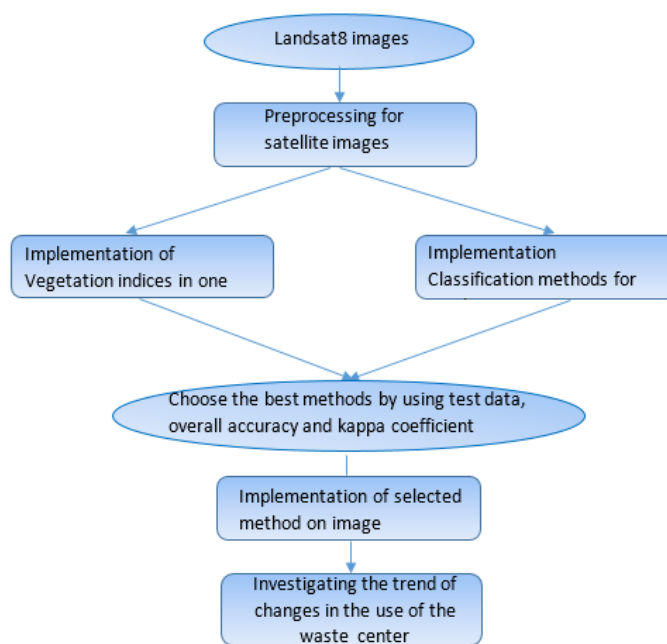 Landsat8 images
Preprocessing for
satellite images
Implementation of
Vegetation indices in one
Implementation
Classification methods for
Choose the best methods by using test data,
overall accuracy and kappa coefficient
Implementation of selected
method on image
Investigating the trend of
changes in the use of the
waste center